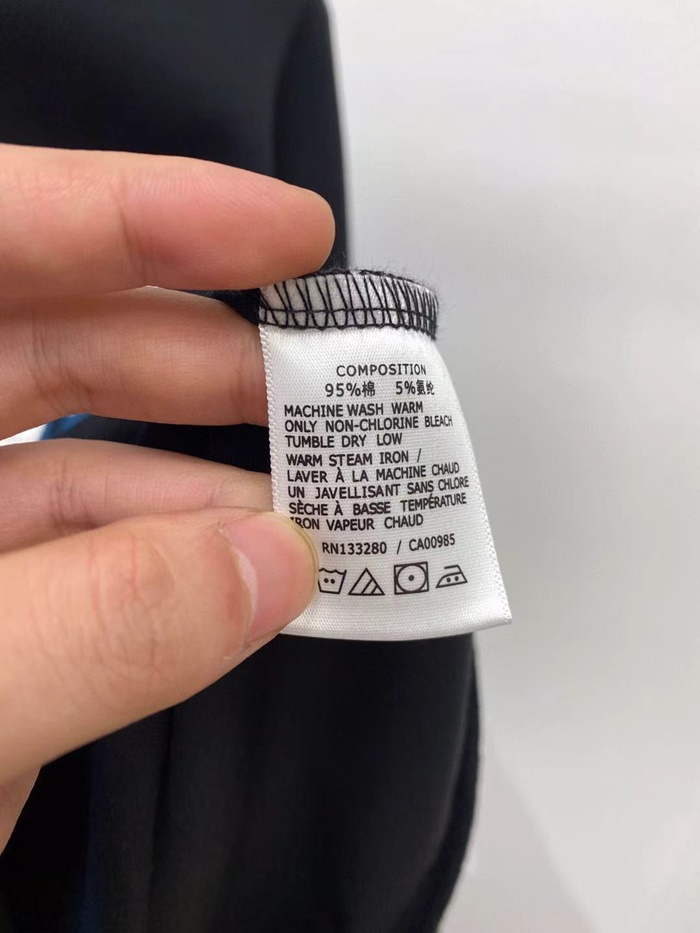 COMPOSITION
95%棉 5%氨纶
MACHINE WASH WARM
ONLY NON-CHLORINE BLEACH
TUMBLE DRY LOW
WARM STEAM IRON /
LAVER À LA MACHINE CHAUD
UN JAVELLISANT SANS CHLORE
SÈCHE À BASSE TEMPÉRATURE
IRON VAPEUR CHAUD
RN133280 / CA00985